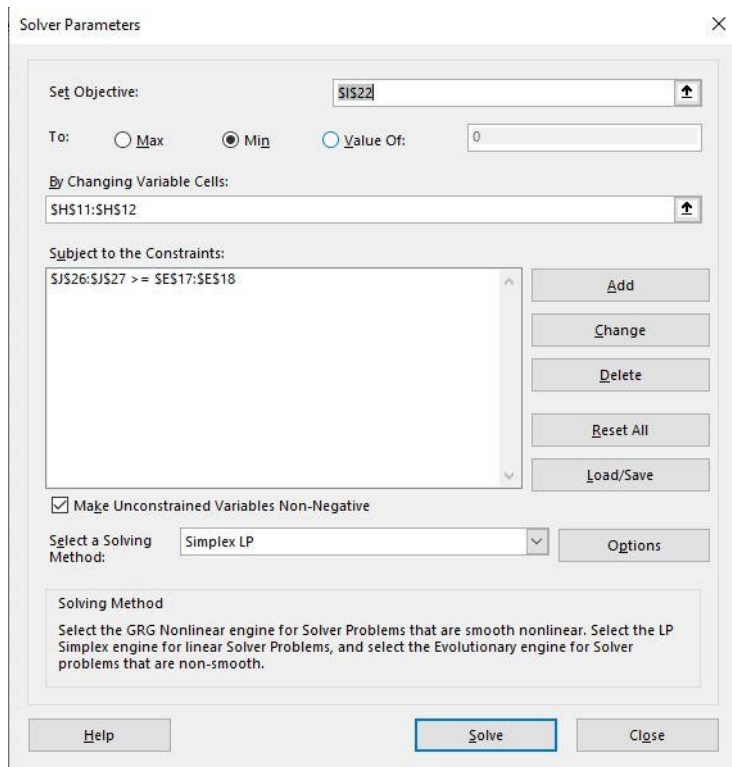 Solver Parameters
Set Objective: $I$22
To: Max Min Value Of: 0
By Changing Variable Cells:
$H$11:$H$12
Subject to the Constraints:
$J$26:$J$27 >= $E$17:$E$18
Add
Change
Delete
Reset All
Load/Save
Make Unconstrained Variables Non-Negative
Select a Solving
Method:
Simplex LP
Options
Solving Method
Select the GRG Nonlinear engine for Solver Problems that are smooth nonlinear. Select the LP
Simplex engine for linear Solver Problems, and select the Evolutionary engine for Solver
problems that are non-smooth.
Help Solve Close